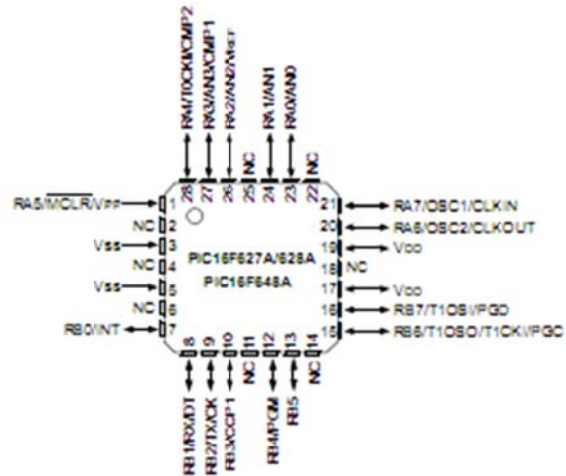 RA4/T0CKI/CMP2
RA3/AN3/CMP1
RA2/AN2/VREF
RA1/AN1
RA0/AN0
NC
NC
28
27
26
25
24
23
22
RA5/MCLR/VPP
1
NC
2
VSS
3
NC
4
VSS
5
NC
6
RB0/INT
7
PIC16F627A/628A
PIC16F648A
21
RA7/OSC1/CLKIN
20
RA6/OSC2/CLKOUT
19
VDD
18
NC
17
VDD
16
RB7/T1OSI/PGD
15
RB6/T1OSO/T1CKI/PGC
8
9
10
11
12
13
14
RB1/RX/DT
RB2/TX/CK
RB3/CCP1
NC
RB4/PGM
RB5
NC